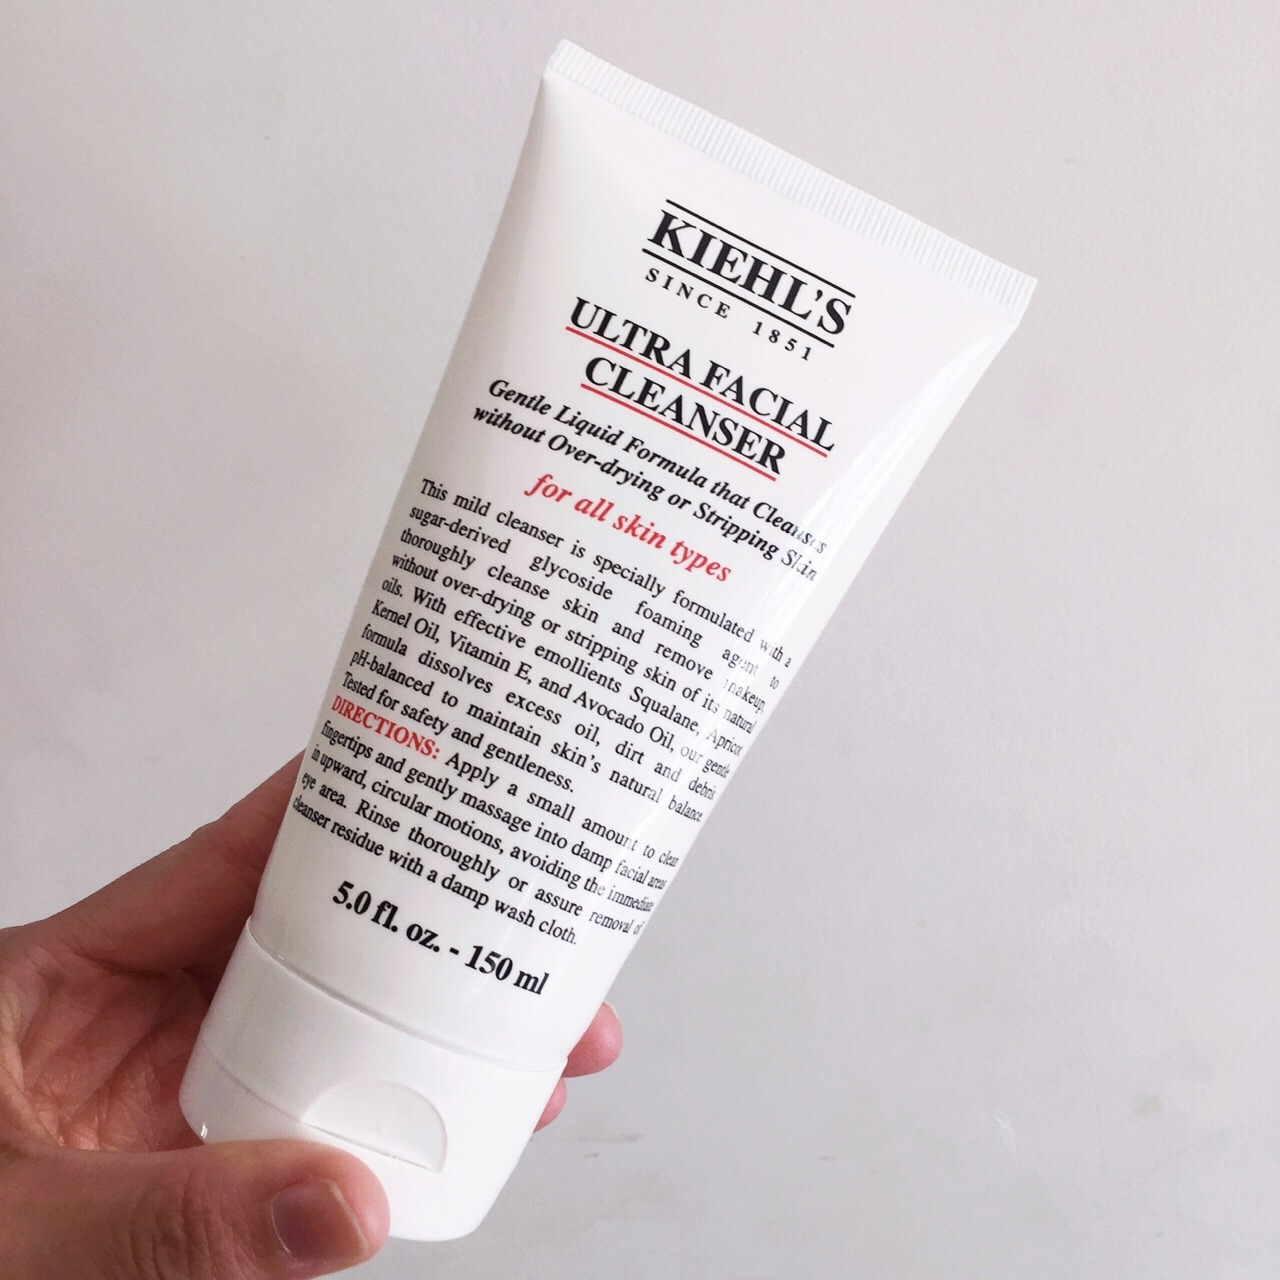 KIEHL'S
SINCE 1851
ULTRA FACIAL
CLEANSER
Gentle Liquid Formula that Cleanses
without Over-drying or Stripping Skin
for all skin types
This mild cleanser is specially formulated with a
sugar-derived glycoside foaming agent to
thoroughly cleanse skin and remove makeup,
without over-drying or stripping skin of its natural
oils. With effective emollients Squalane, Apricot
Kernel Oil, Vitamin E, and Avocado Oil, our gentle
formula dissolves excess oil, dirt and debris.
pH-balanced to maintain skin's natural balance.
Tested for safety and gentleness.
DIRECTIONS: Apply a small amount to clean
fingertips and gently massage into damp facial areas
in upward, circular motions, avoiding the immediate
eye area. Rinse thoroughly or assure removal of
cleanser residue with a damp wash cloth.
5.0 fl. oz. - 150 ml